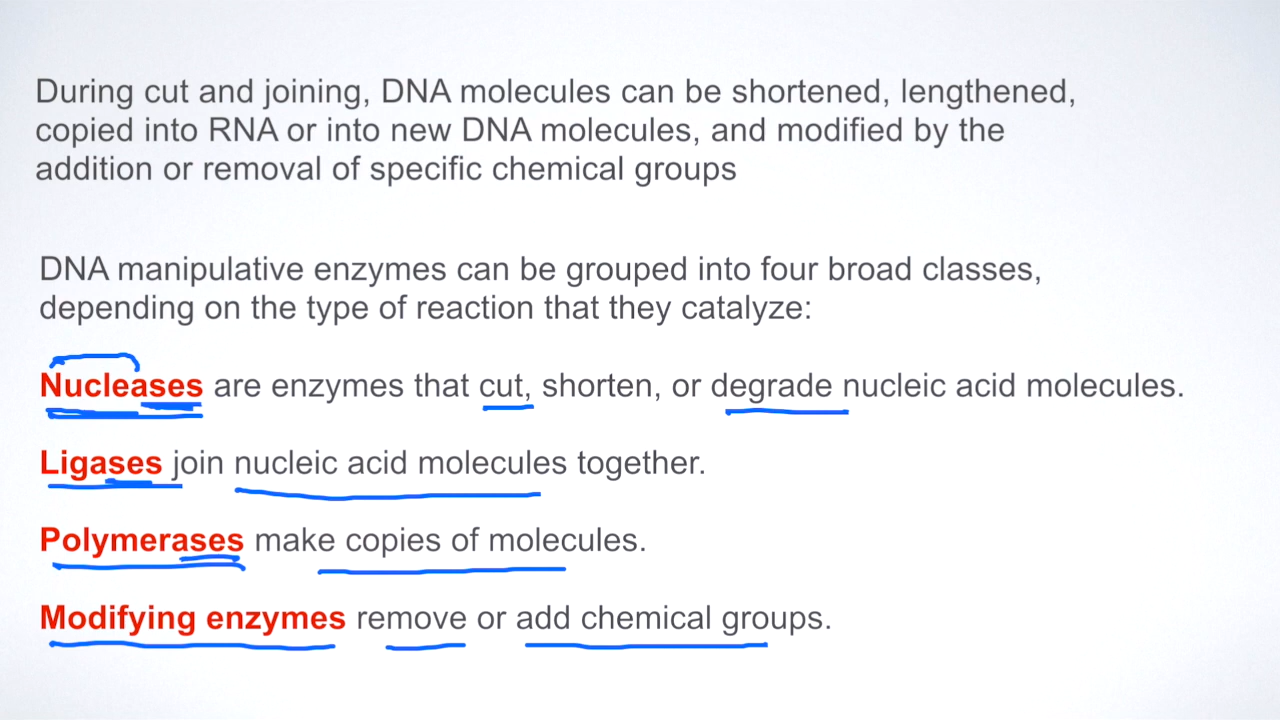 During cut and joining, DNA molecules can be shortened, lengthened,
copied into RNA or into new DNA molecules, and modified by the
addition or removal of specific chemical groups
DNA manipulative enzymes can be grouped into four broad classes,
depending on the type of reaction that they catalyze:
Nucleases are enzymes that cut, shorten, or degrade nucleic acid molecules.
Ligases join nucleic acid molecules together.
Polymerases make copies of molecules.
Modifying enzymes remove or add chemical groups.